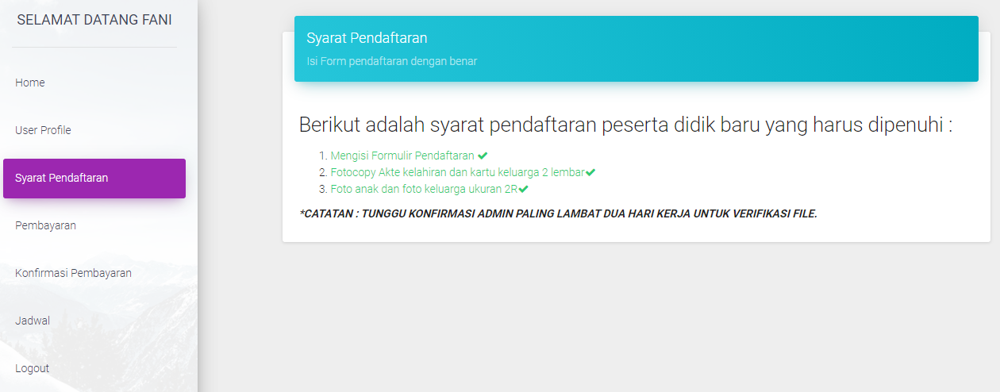 SELAMAT DATANG FANI
Home
User Profile
Syarat Pendaftaran
Pembayaran
Konfirmasi Pembayaran
Jadwal
Logout
Syarat Pendaftaran
Isi Form pendaftaran dengan benar
Berikut adalah syarat pendaftaran peserta didik baru yang harus dipenuhi :
1. Mengisi Formulir Pendaftaran ✔
2. Fotocopy Akte kelahiran dan kartu keluarga 2 lembar✔
3. Foto anak dan foto keluarga ukuran 2R✔
*CATATAN : TUNGGU KONFIRMASI ADMIN PALING LAMBAT DUA HARI KERJA UNTUK VERIFIKASI FILE.